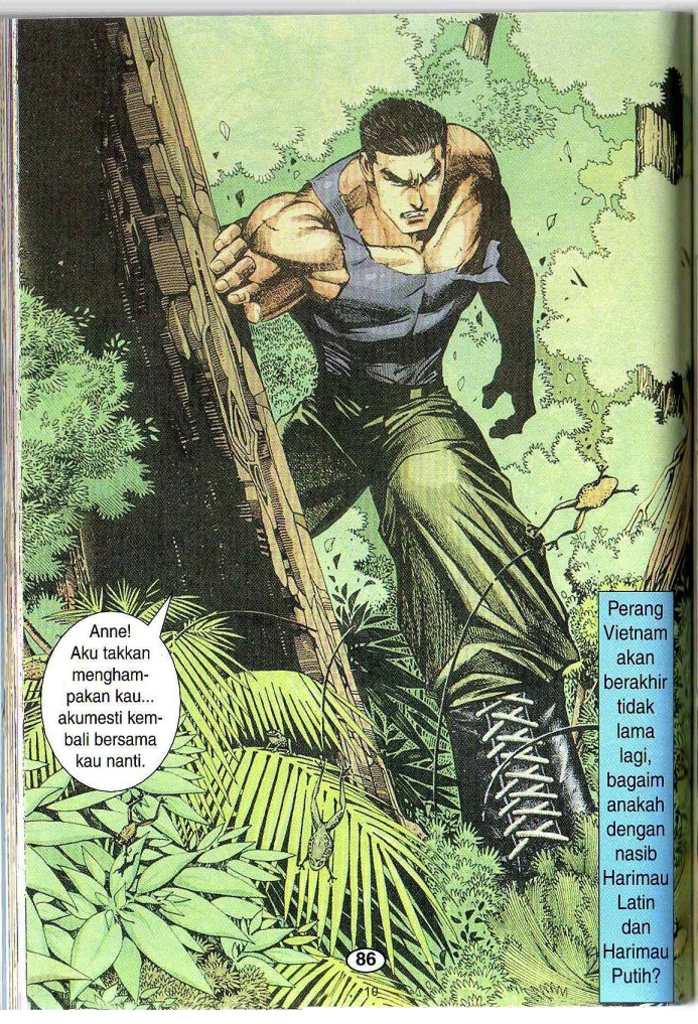 Anne!
Aku takkan
mengham-
pakan kau...
akumesti kem-
bali bersama
kau nanti.
Perang
Vietnam
akan
berakhir
tidak
lama
lagi,
bagaim
anakah
dengan
nasib
Harimau
Latin
dan
Harimau
Putih?
86